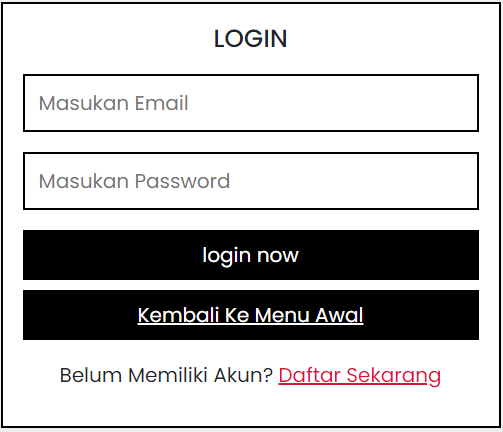 LOGIN
Masukan Email
Masukan Password
login now
Kembali Ke Menu Awal
Belum Memiliki Akun? Daftar Sekarang